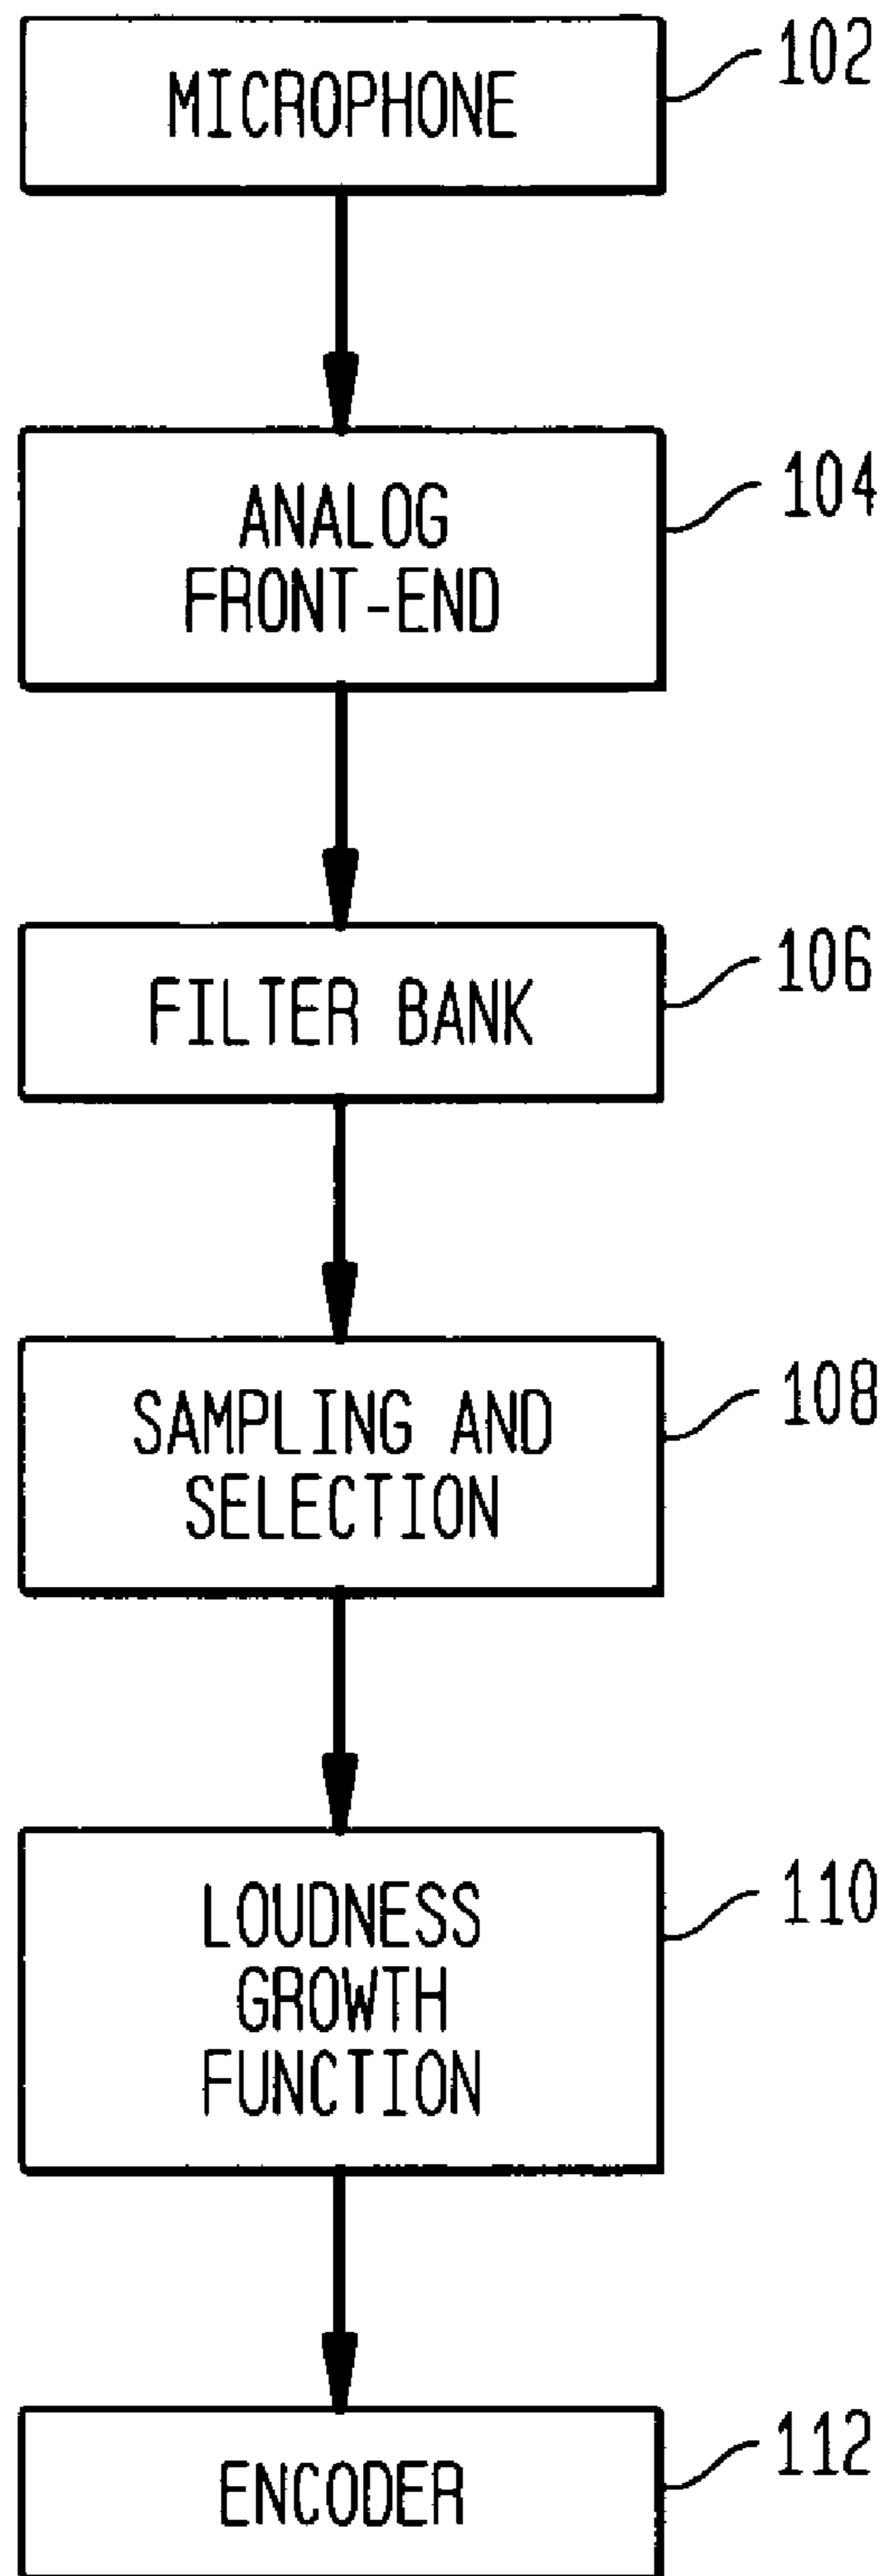 MICROPHONE
102
ANALOG
FRONT-END
104
FILTER BANK
106
SAMPLING AND
SELECTION
108
LOUDNESS
GROWTH
FUNCTION
110
ENCODER
112